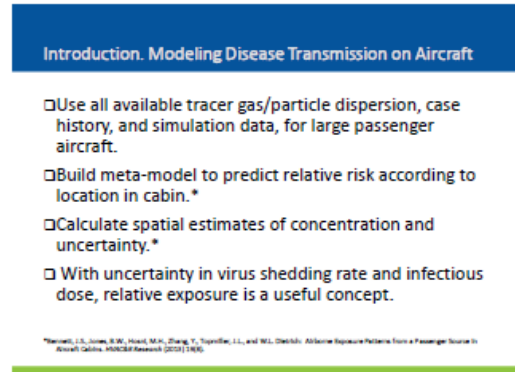 Introduction. Modeling Disease Transmission on Aircraft
❑Use all available tracer gas/particle dispersion, case
history, and simulation data, for large passenger
aircraft.
❑Build meta-model to predict relative risk according to
location in cabin.*
❑Calculate spatial estimates of concentration and
uncertainty.*
❑ With uncertainty in virus shedding rate and infectious
dose, relative exposure is a useful concept.
*Bennett, J.S., Jones, B.W., Hosni, M.H., Zhang, Y., Topmiller, J.L., and W.L. Dietrich: Airborne Exposure Patterns from a Passenger Source in
Aircraft Cabins. HVAC&R Research (2013) 19(8).